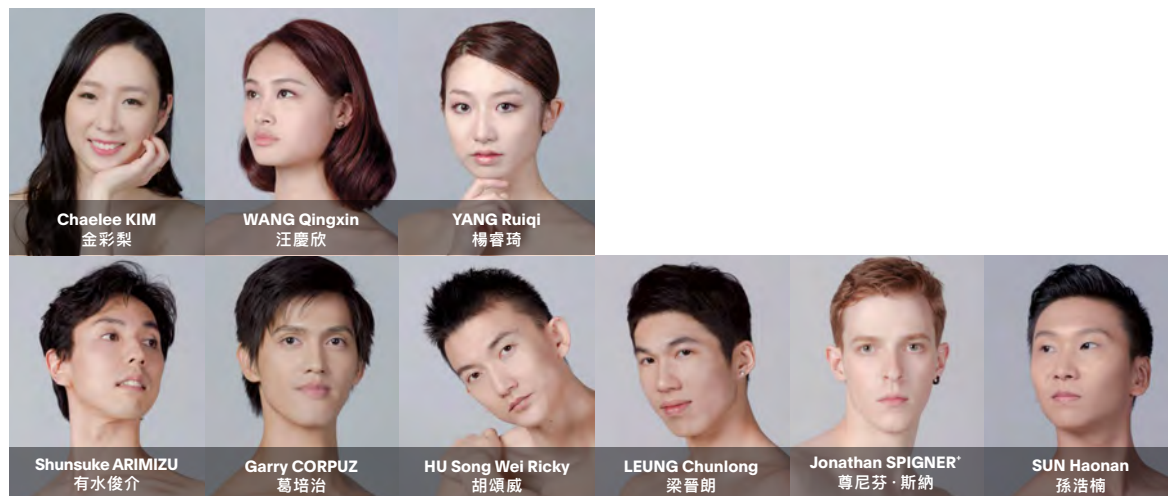 Chaelee KIM
金彩梨
WANG Qingxin
汪慶欣
YANG Ruiqi
楊睿琦
Shunsuke ARIMIZU
有水俊介
Garry CORPUZ
葛培治
HU Song Wei Ricky
胡頌威
LEUNG Chunlong
梁晉朗
Jonathan SPIGNER⁺
尊尼芬·斯納
SUN Haonan
孫浩楠